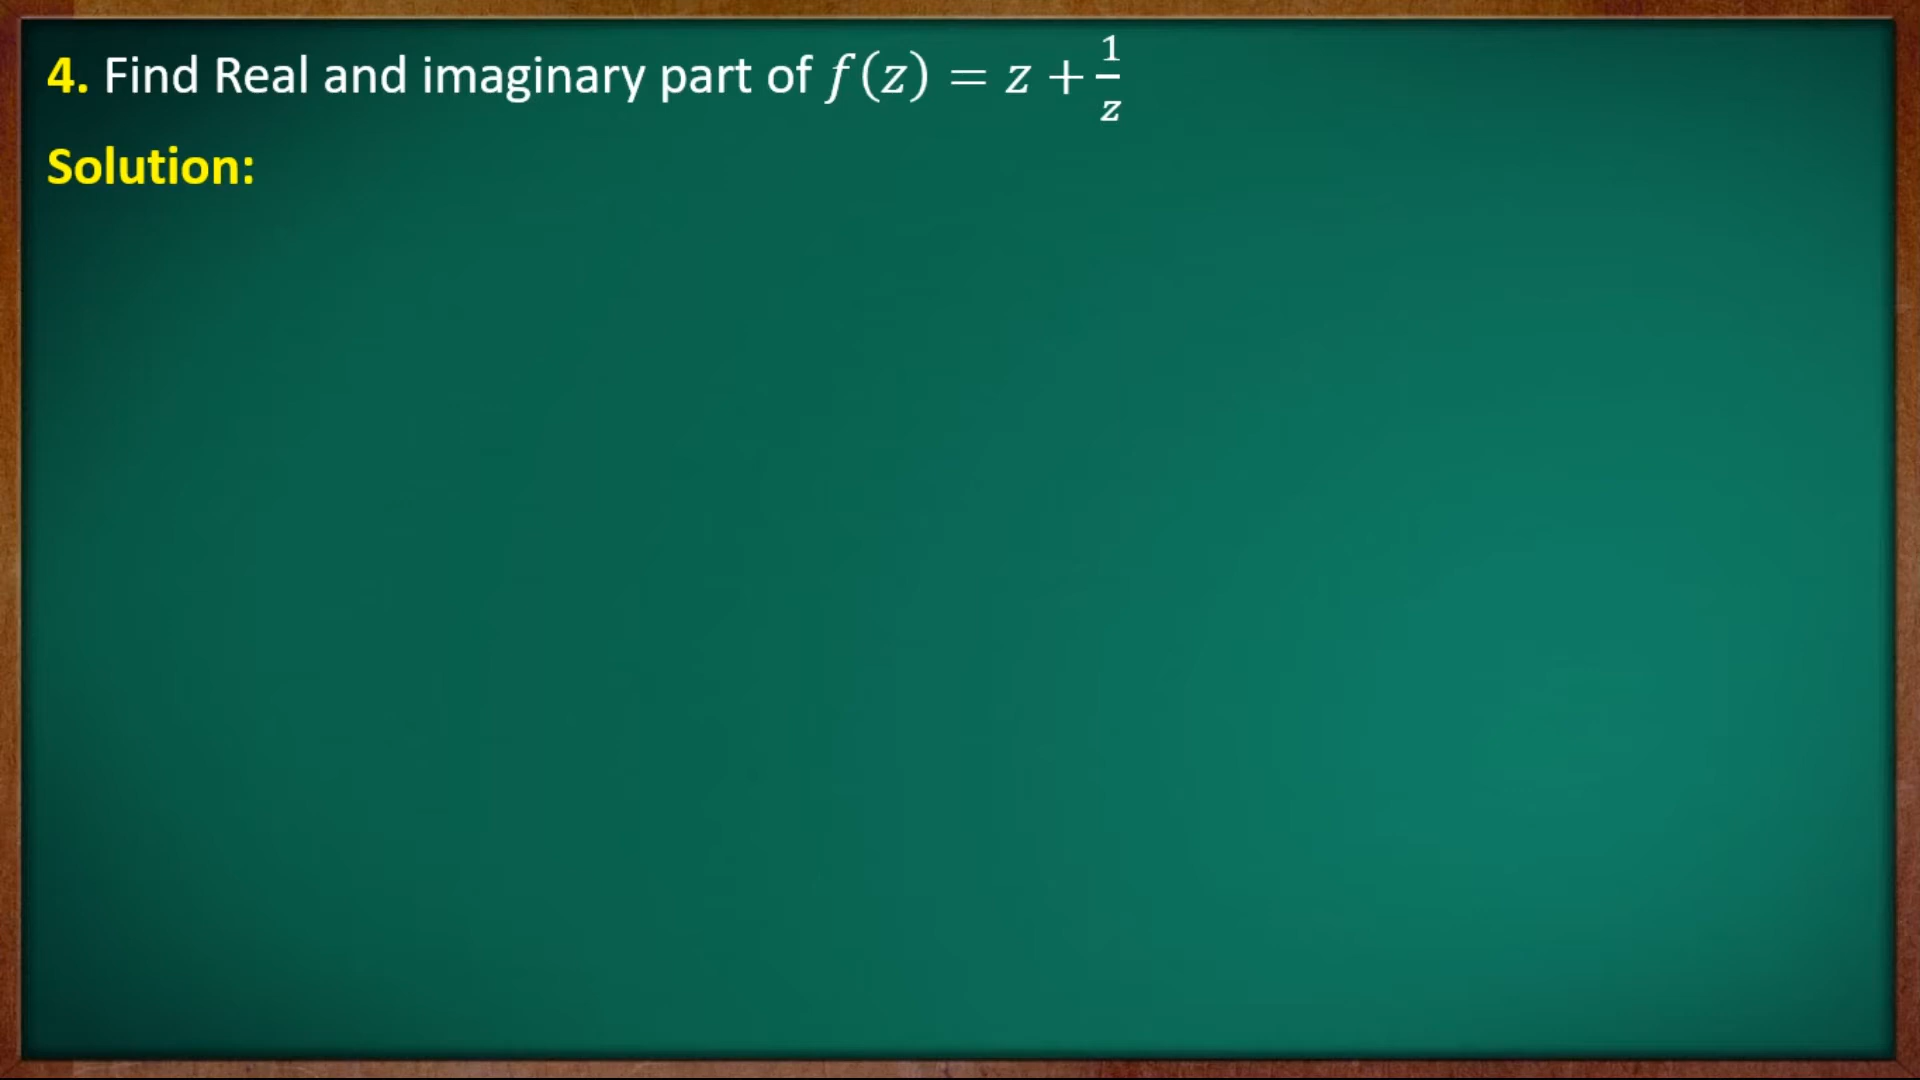 4. Find Real and imaginary part of f(z) = z + 1/z
Solution: